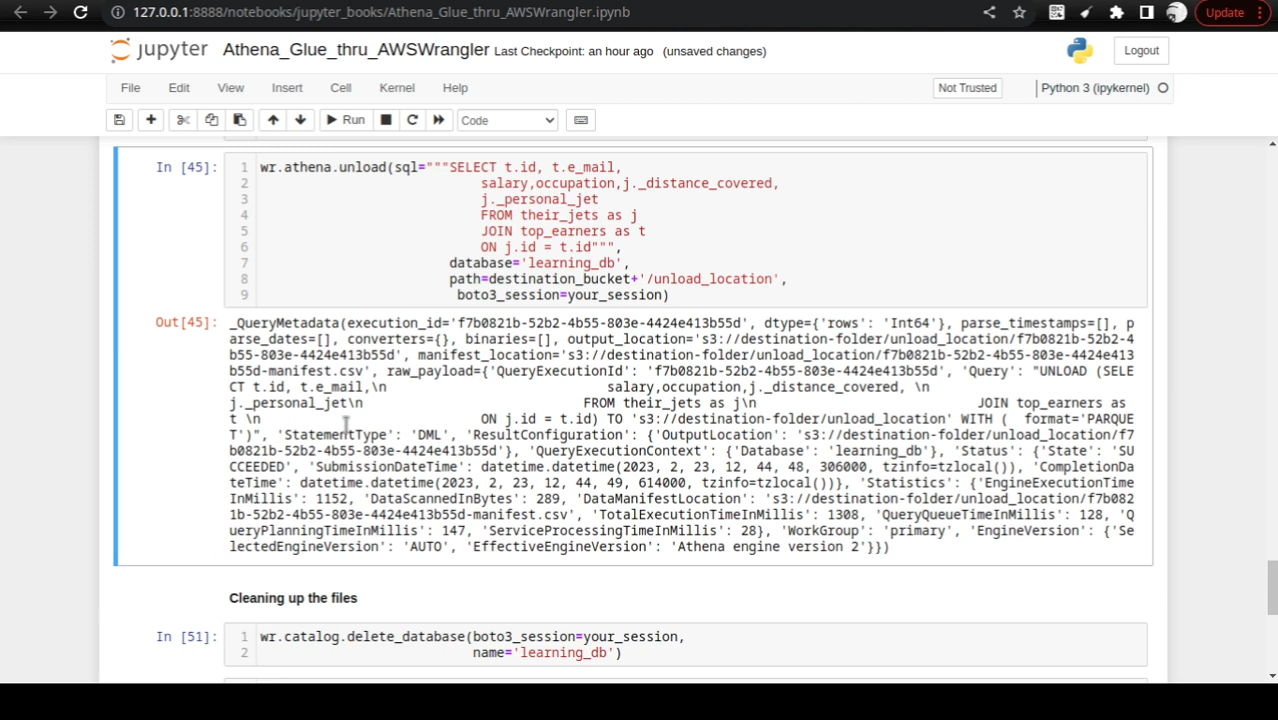 127.0.0.1:8888/notebooks/jupyter_books/Athena_Glue_thru_AWSWrangler.ipynb
Update
jupyter Athena_Glue_thru_AWSWrangler Last Checkpoint: an hour ago (unsaved changes)
Logout
File Edit View Insert Cell Kernel Help
Not Trusted
Python 3 (ipykernel)
Run
Code
In [45]:
1 wr.athena.unload(sql="""SELECT t.id, t.e_mail,
2 salary,occupation,j._distance_covered,
3 j._personal_jet
4 FROM their_jets as j
5 JOIN top_earners as t
6 ON j.id = t.id""",
7 database='learning_db',
8 path=destination_bucket+'/unload_location',
9 boto3_session=your_session)
Out[45]:
_QueryMetadata(execution_id='f7b0821b-52b2-4b55-803e-4424e413b55d', dtype={'rows': 'Int64'}, parse_timestamps=[], p
arse_dates=[], converters={}, binaries=[], output_location='s3://destination-folder/unload_location/f7b0821b-52b2-4
b55-803e-4424e413b55d', manifest_location='s3://destination-folder/unload_location/f7b0821b-52b2-4b55-803e-4424e413
b55d-manifest.csv', raw_payload={'QueryExecutionId': 'f7b0821b-52b2-4b55-803e-4424e413b55d', 'Query': "UNLOAD (SELE
CT t.id, t.e_mail,\n salary,occupation,j._distance_covered, \n
j._personal_jet\n FROM their_jets as j\n JOIN top_earners as
t \n ON j.id = t.id) TO 's3://destination-folder/unload_location' WITH ( format='PARQUE
T')", 'StatementType': 'DML', 'ResultConfiguration': {'OutputLocation': 's3://destination-folder/unload_location/f7
b0821b-52b2-4b55-803e-4424e413b55d'}, 'QueryExecutionContext': {'Database': 'learning_db'}, 'Status': {'State': 'SU
CCEEDED', 'SubmissionDateTime': datetime.datetime(2023, 2, 23, 12, 44, 48, 306000, tzinfo=tzlocal()), 'CompletionDa
teTime': datetime.datetime(2023, 2, 23, 12, 44, 49, 614000, tzinfo=tzlocal())}, 'Statistics': {'EngineExecutionTime
InMillis': 1152, 'DataScannedInBytes': 289, 'DataManifestLocation': 's3://destination-folder/unload_location/f7b082
1b-52b2-4b55-803e-4424e413b55d-manifest.csv', 'TotalExecutionTimeInMillis': 1308, 'QueryQueueTimeInMillis': 128, 'Q
ueryPlanningTimeInMillis': 147, 'ServiceProcessingTimeInMillis': 28}, 'WorkGroup': 'primary', 'EngineVersion': {'Se
lectedEngineVersion': 'AUTO', 'EffectiveEngineVersion': 'Athena engine version 2'}})
Cleaning up the files
In [51]:
1 wr.catalog.delete_database(boto3_session=your_session,
2 name='learning_db')